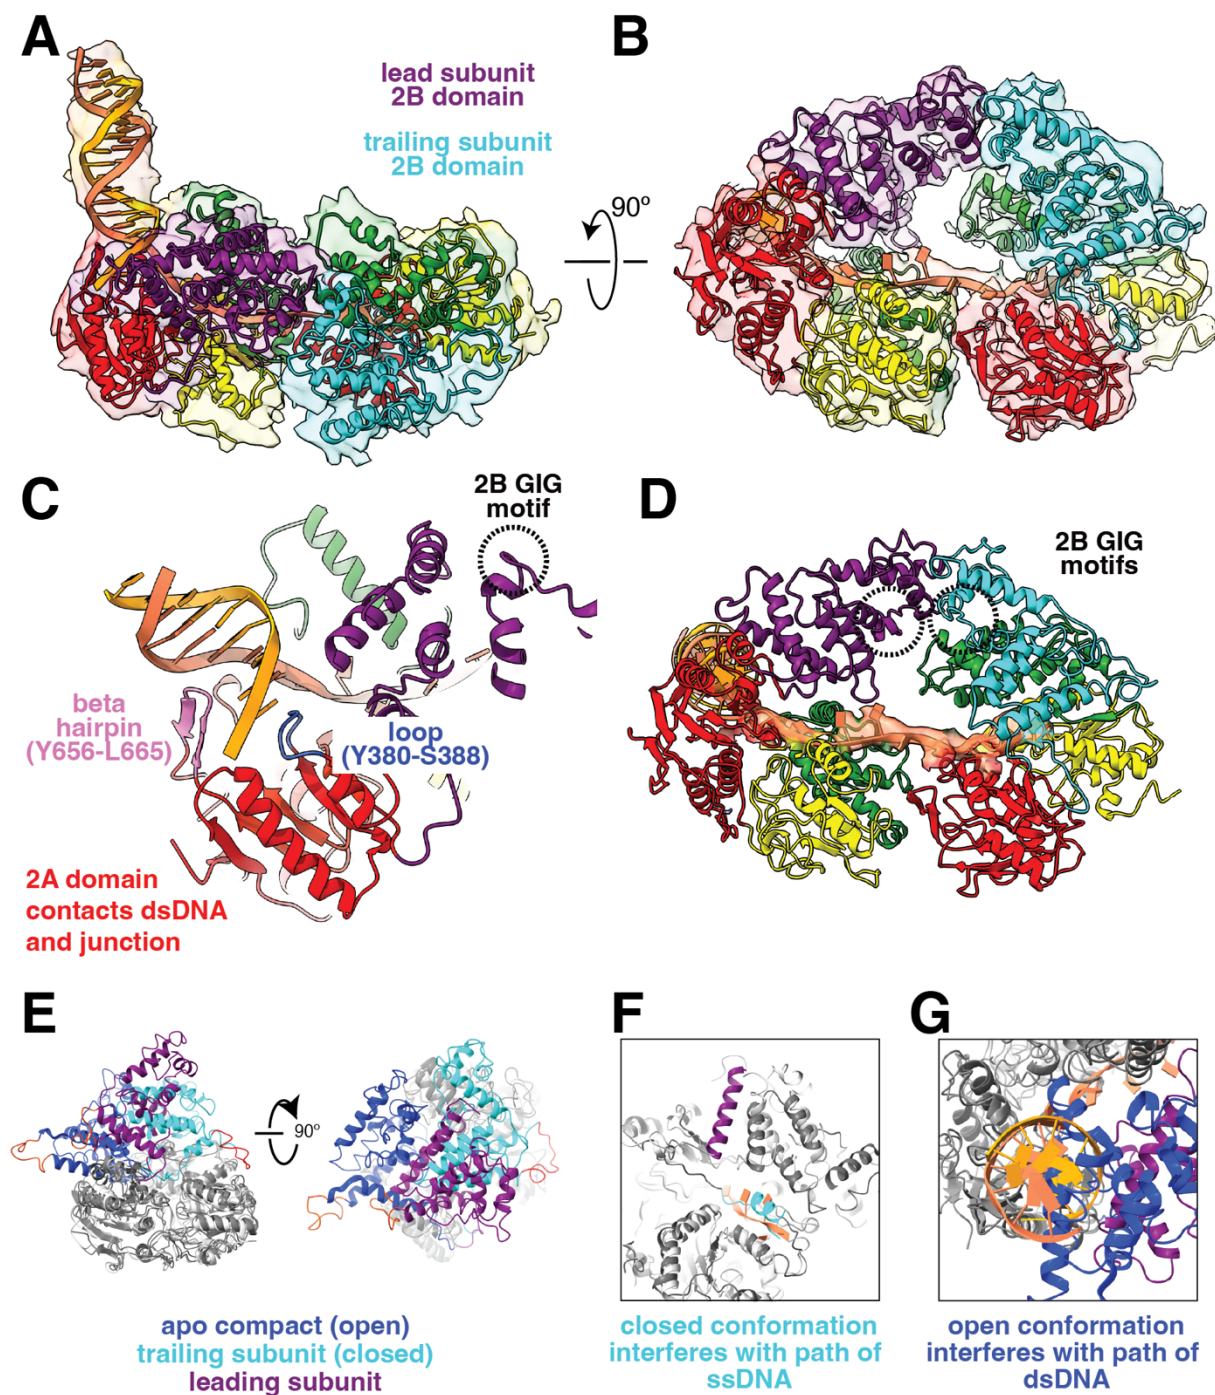 A
B
lead subunit
2B domain
trailing subunit
2B domain
90º
C
2B GIG
motif
beta
hairpin
(Y656-L665)
loop
(Y380-S388)
2A domain
contacts dsDNA
and junction
D
2B GIG
motifs
E
90º
apo compact (open)
trailing subunit (closed)
leading subunit
F
closed conformation
interferes with path of
ssDNA
G
open conformation
interferes with path of
dsDNA